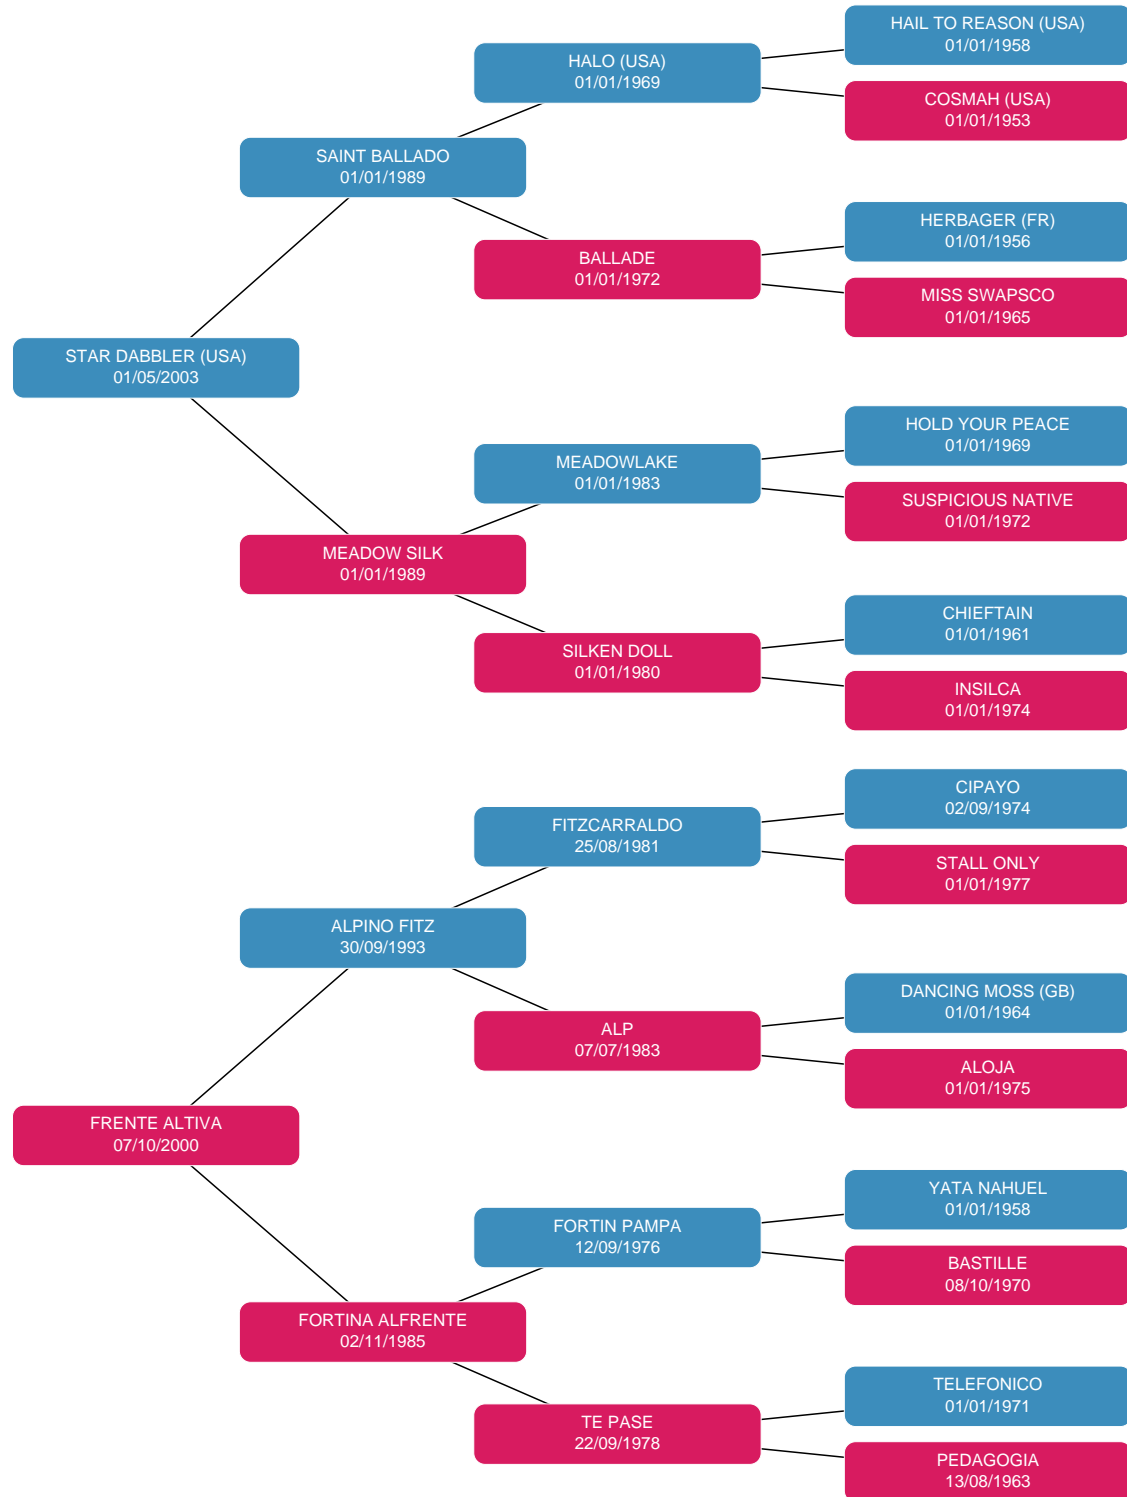 HAIL TO REASON (USA)
01/01/1958
HALO (USA)
01/01/1969
COSMAH (USA)
01/01/1953
SAINT BALLADO
01/01/1989
HERBAGER (FR)
01/01/1956
BALLADE
01/01/1972
MISS SWAPSCO
01/01/1965
STAR DABBLER (USA)
01/05/2003
HOLD YOUR PEACE
01/01/1969
MEADOWLAKE
01/01/1983
SUSPICIOUS NATIVE
01/01/1972
MEADOW SILK
01/01/1989
CHIEFTAIN
01/01/1961
SILKEN DOLL
01/01/1980
INSILCA
01/01/1974
CIPAYO
02/09/1974
FITZCARRALDO
25/08/1981
STALL ONLY
01/01/1977
ALPINO FITZ
30/09/1993
DANCING MOSS (GB)
01/01/1964
ALP
07/07/1983
ALOJA
01/01/1975
FRENTE ALTIVA
07/10/2000
YATA NAHUEL
01/01/1958
FORTIN PAMPA
12/09/1976
BASTILLE
08/10/1970
FORTINA ALFRENTE
02/11/1985
TELEFONICO
01/01/1971
TE PASE
22/09/1978
PEDAGOGIA
13/08/1963